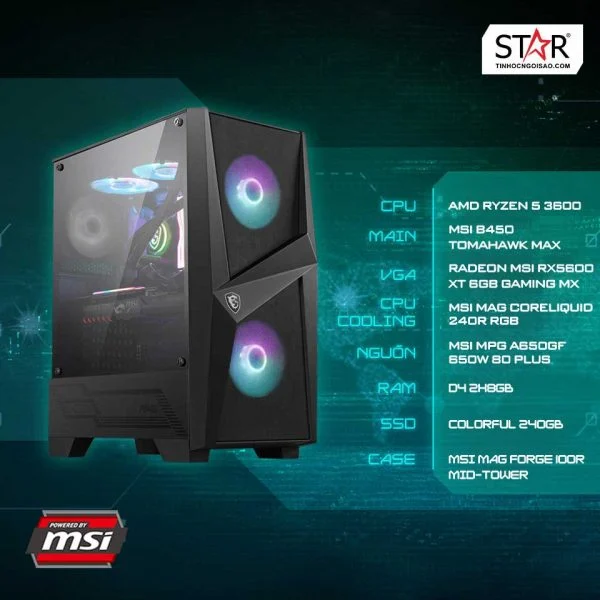 STAR®
TINHOCNGOISAO.COM
CPU AMD RYZEN 5 3600
MAIN MSI B450
TOMAHAWK MAX
VGA RADEON MSI RX5600
XT 6GB GAMING MX
CPU
COOLING MSI MAG CORELIQUID
240R RGB
NGUỒN MSI MPG A650GF
650W 80 PLUS
RAM D4 2X8GB
SSD COLORFUL 240GB
CASE MSI MAG FORGE 100R
MID-TOWER
POWERED BY
msi